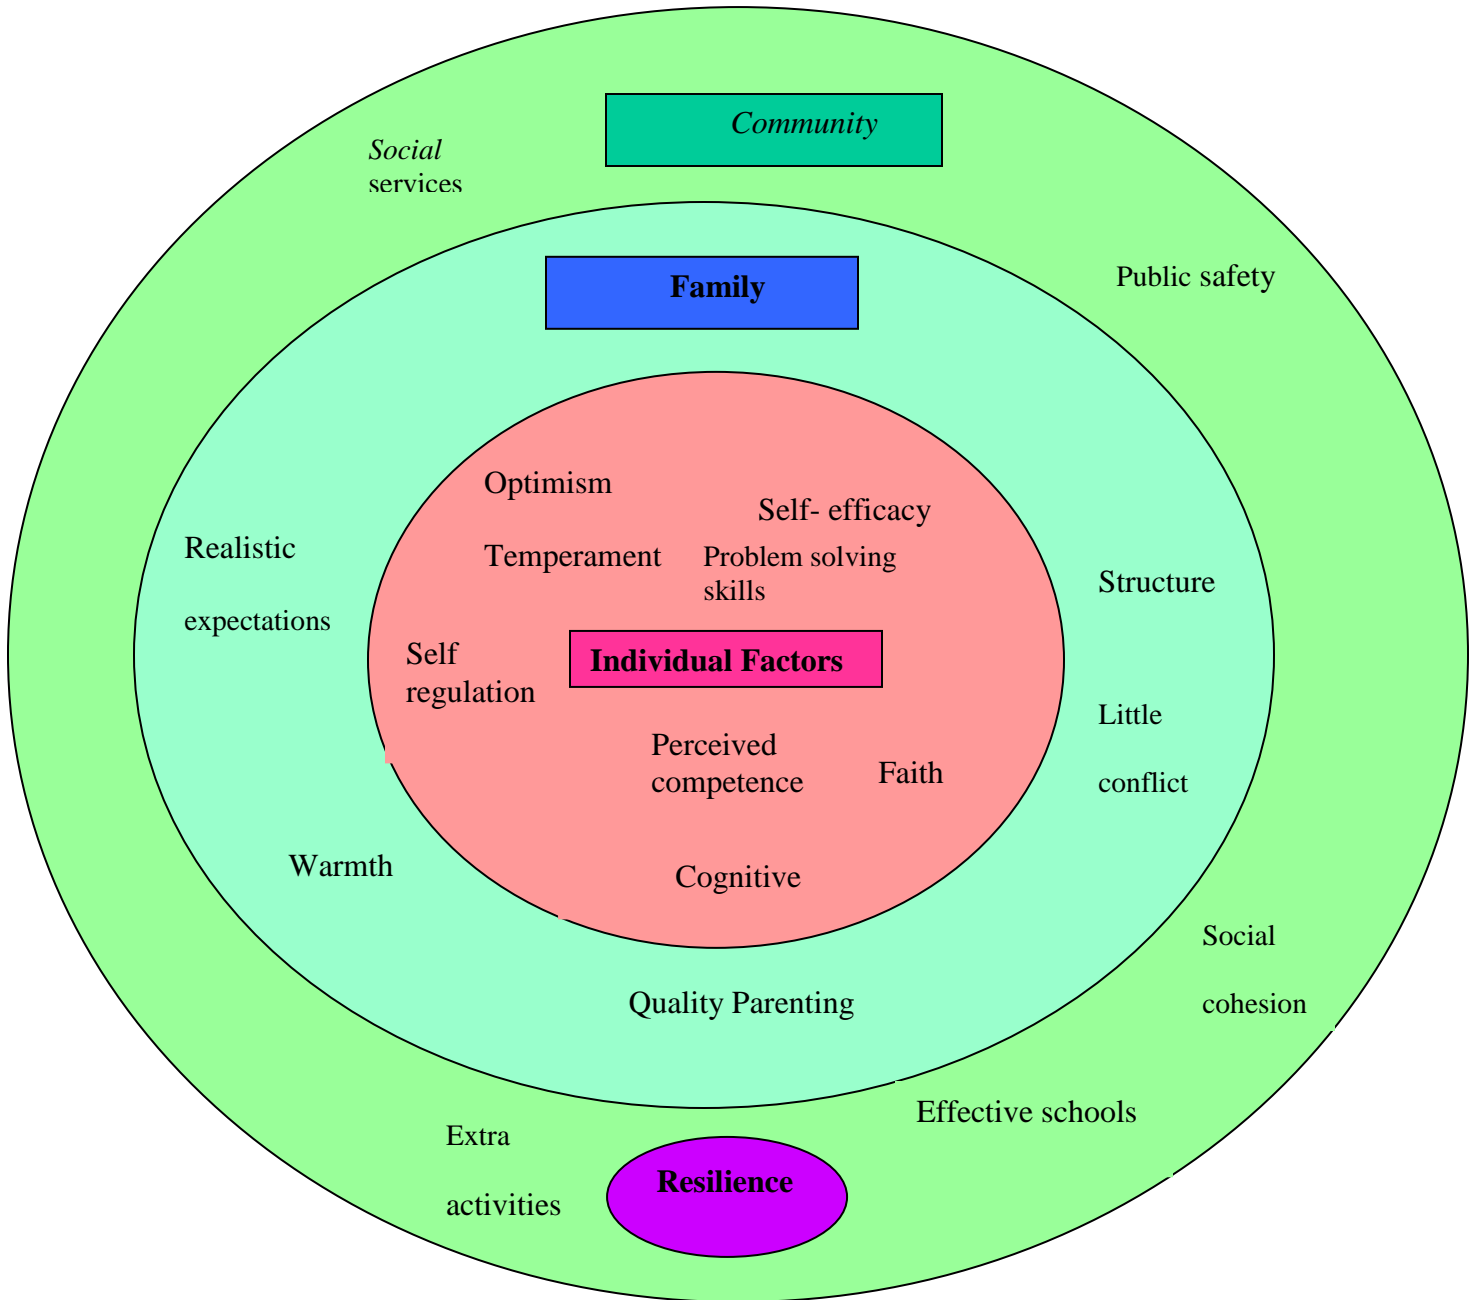 Community
Social
services
Public safety
Family
Optimism
Self- efficacy
Temperament
Problem solving
skills
Realistic
expectations
Structure
Self
regulation
Individual Factors
Little
conflict
Perceived
competence
Faith
Warmth
Cognitive
Social
cohesion
Quality Parenting
Effective schools
Extra
activities
Resilience